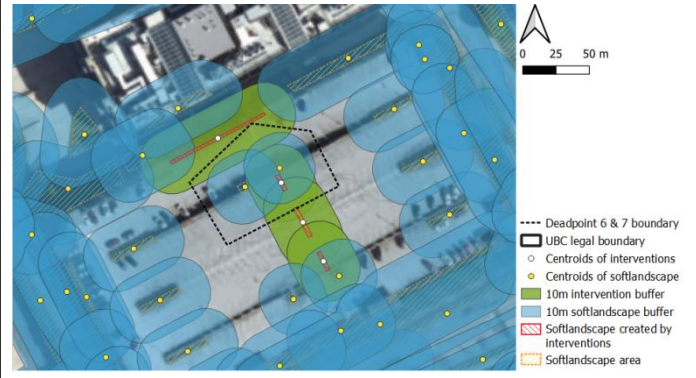 0 25 50 m
Deadpoint 6 & 7 boundary
UBC legal boundary
Centroids of interventions
Centroids of softlandscape
10m intervention buffer
10m softlandscape buffer
Softlandscape created by
interventions
Softlandscape area